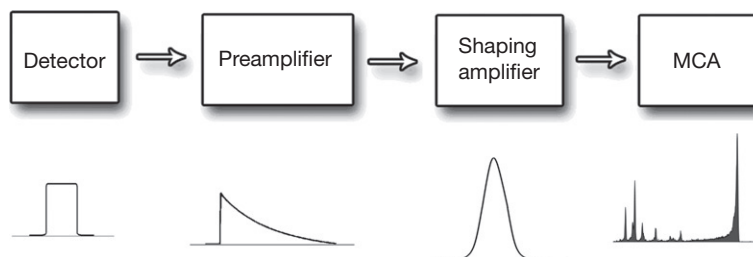 Detector
Preamplifier
Shaping
amplifier
MCA